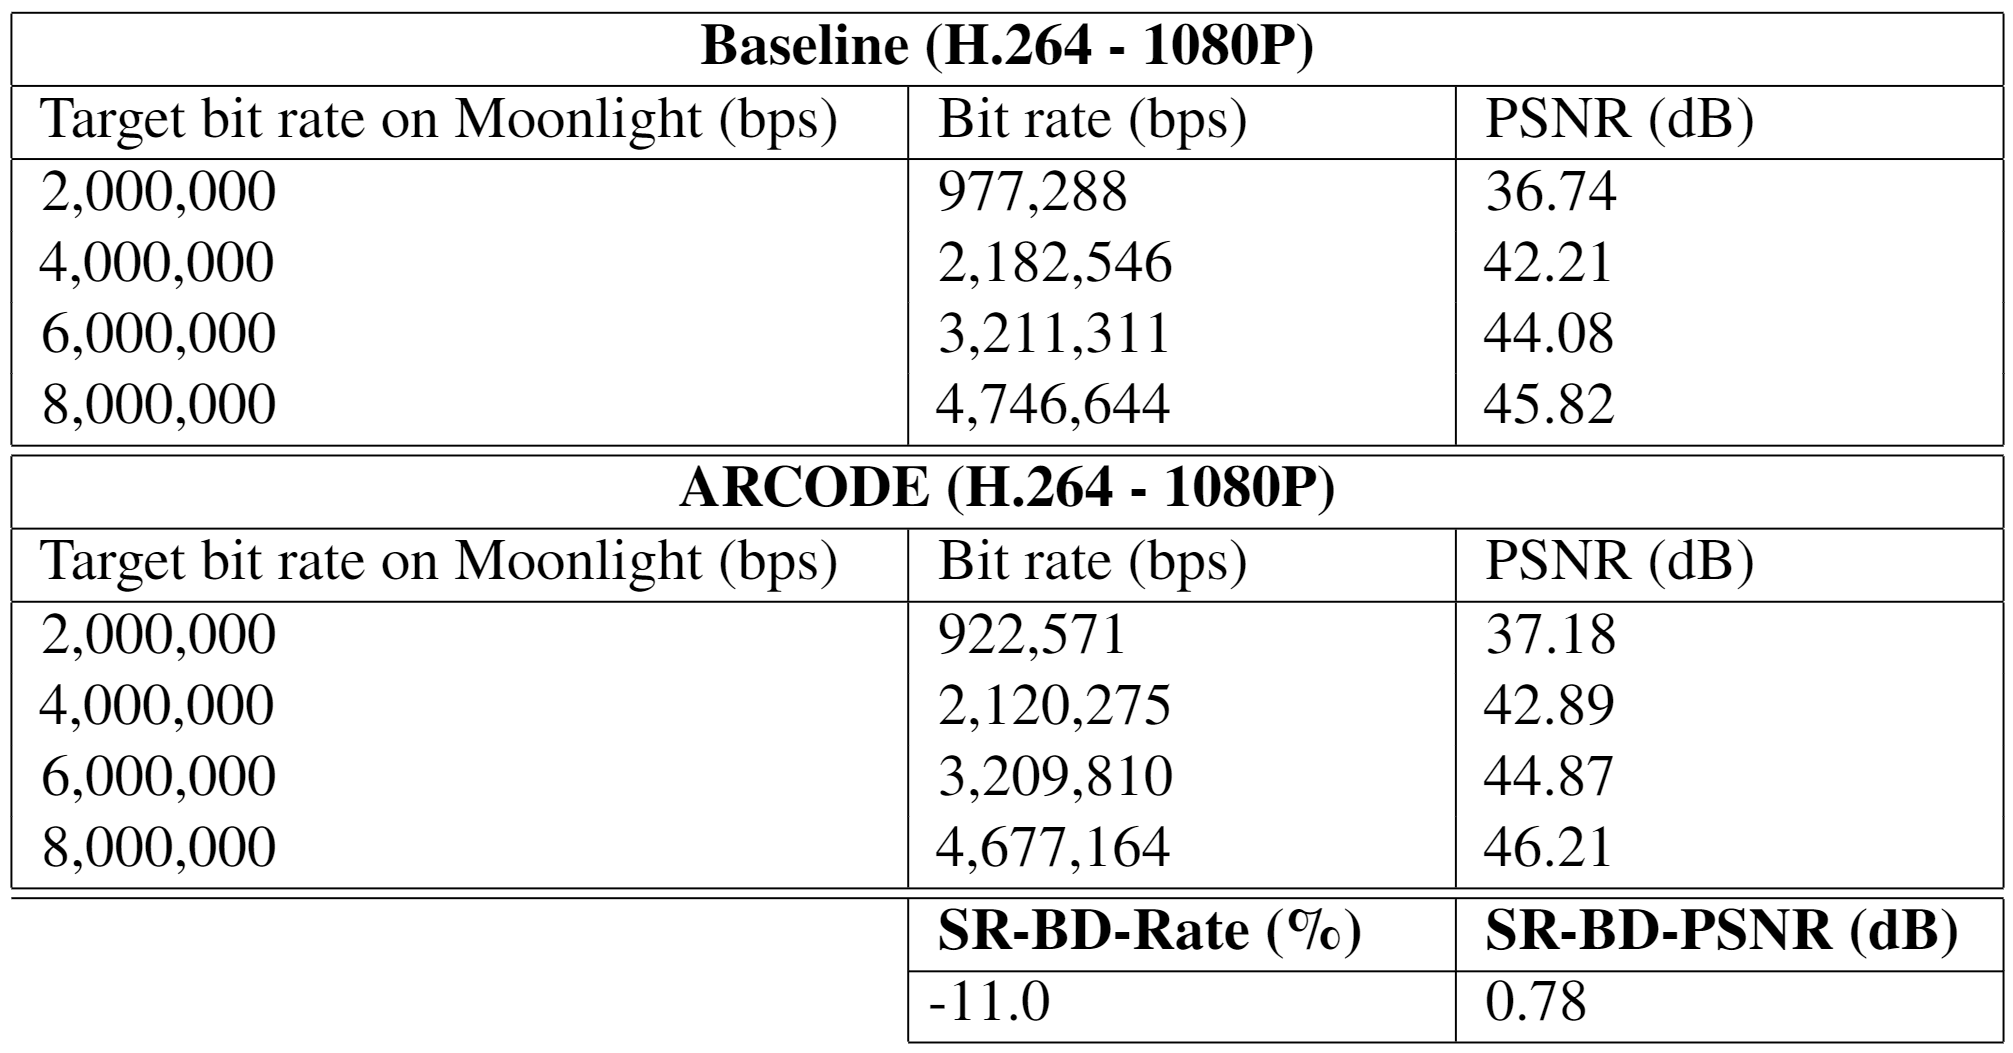 Baseline (H.264 - 1080P)
Target bit rate on Moonlight (bps) Bit rate (bps) PSNR (dB)
2,000,000 977,288 36.74
4,000,000 2,182,546 42.21
6,000,000 3,211,311 44.08
8,000,000 4,746,644 45.82
ARCODE (H.264 - 1080P)
Target bit rate on Moonlight (bps) Bit rate (bps) PSNR (dB)
2,000,000 922,571 37.18
4,000,000 2,120,275 42.89
6,000,000 3,209,810 44.87
8,000,000 4,677,164 46.21
SR-BD-Rate (%) SR-BD-PSNR (dB)
-11.0 0.78